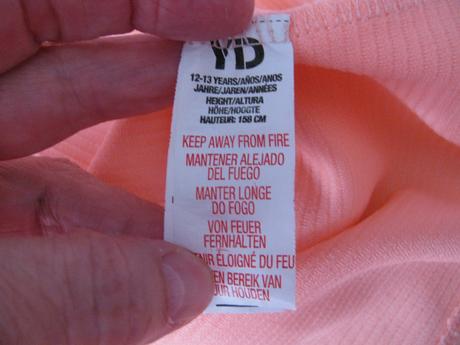 YD
12-13 YEARS/AÑOS/ANOS
JAHRE/JAREN/ANNÉES
HEIGHT/ALTURA
HÖHE/HOOGTE
HAUTEUR: 158 CM
KEEP AWAY FROM FIRE
MANTENER ALEJADO
DEL FUEGO
MANTER LONGE
DO FOGO
VON FEUER
FERNHALTEN
ÉLOIGNÉ DU FEU
BEREIK VAN
HOUDEN